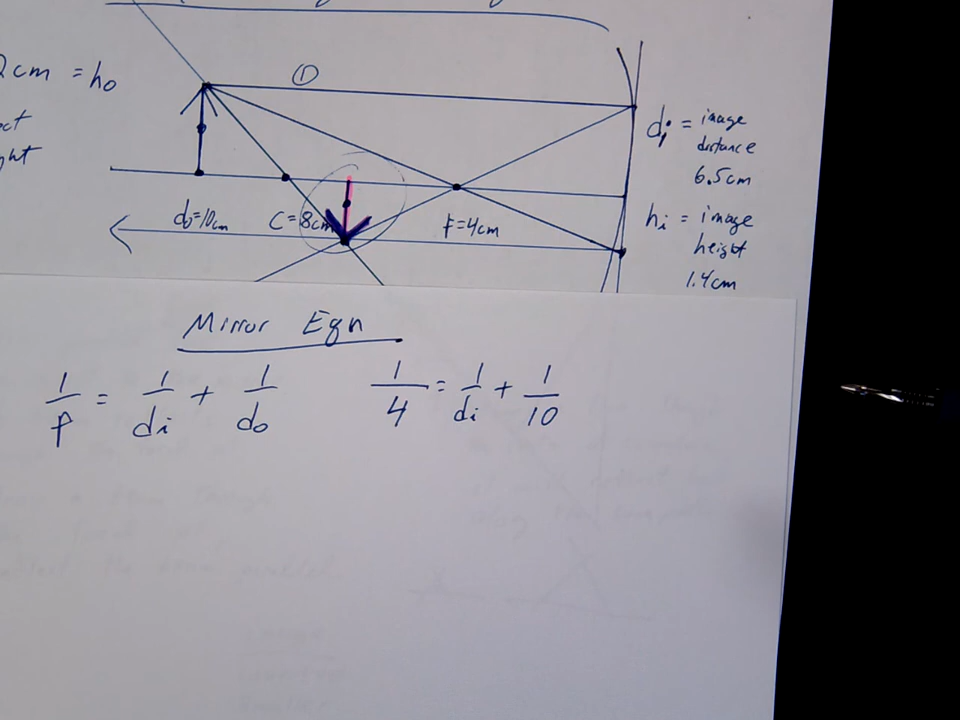 ①
2cm = ho
do=10cm
C=8cm
f=4cm
di = image
distance
6.5cm
hi = image
height
1.4cm
Mirror Eqn
1/f = 1/di + 1/do
1/4 = 1/di + 1/10